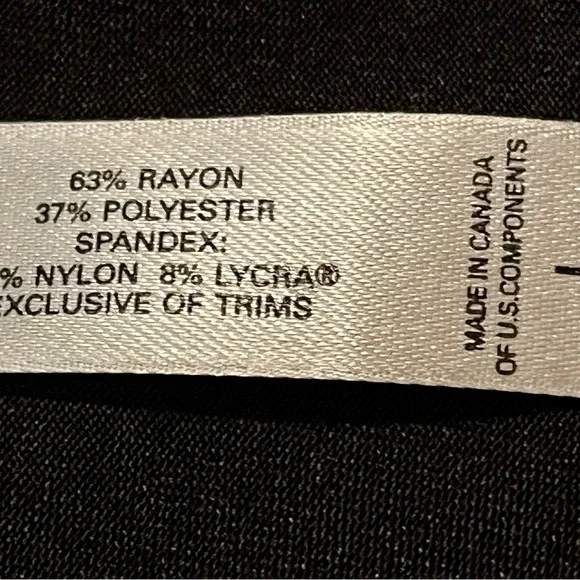 63% RAYON
37% POLYESTER
SPANDEX:
% NYLON 8% LYCRA®
EXCLUSIVE OF TRIMS
MADE IN CANADA
OF U.S.COMPONENTS